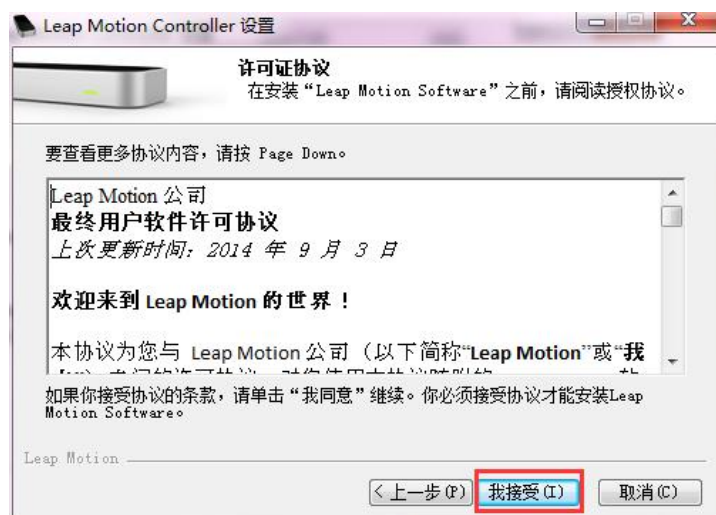 Leap Motion Controller 设置
许可证协议
在安装“Leap Motion Software”之前，请阅读授权协议。
要查看更多协议内容，请按 Page Down。
Leap Motion 公司
最终用户软件许可协议
上次更新时间: 2014 年 9 月 3 日
欢迎来到 Leap Motion 的世界！
本协议为您与 Leap Motion 公司（以下简称“Leap Motion”或“我
如果你接受协议的条款，请单击“我同意”继续。你必须接受协议才能安装Leap
Motion Software。
Leap Motion
< 上一步(P)
我接受(I)
取消(C)